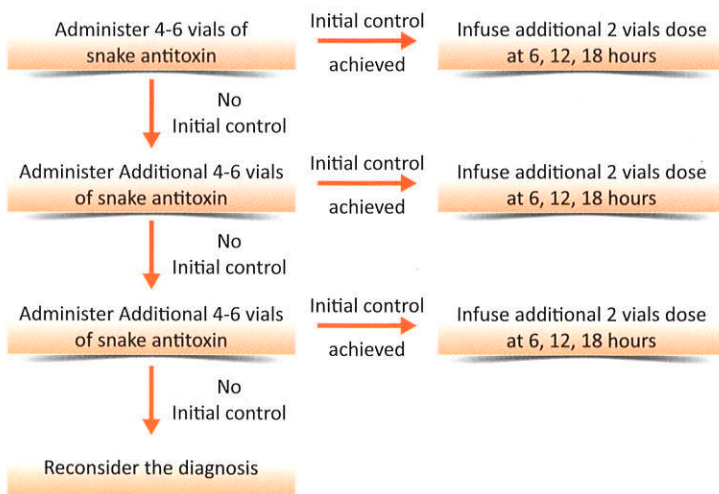 Administer 4-6 vials of
snake antitoxin
Initial control
achieved
Infuse additional 2 vials dose
at 6, 12, 18 hours
No
Initial control
Administer Additional 4-6 vials
of snake antitoxin
Initial control
achieved
Infuse additional 2 vials dose
at 6, 12, 18 hours
No
Initial control
Administer Additional 4-6 vials
of snake antitoxin
Initial control
achieved
Infuse additional 2 vials dose
at 6, 12, 18 hours
No
Initial control
Reconsider the diagnosis